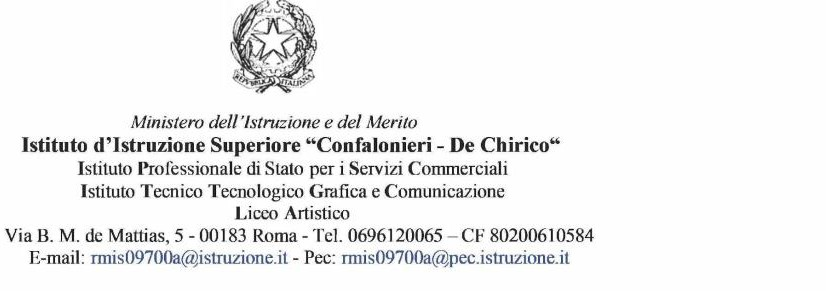 REPVBBLICA ITALIANA
Ministero dell'Istruzione e del Merito
Istituto d'Istruzione Superiore “Confalonieri - De Chirico“
Istituto Professionale di Stato per i Servizi Commerciali
Istituto Tecnico Tecnologico Grafica e Comunicazione
Liceo Artistico
Via B. M. de Mattias, 5 - 00183 Roma - Tel. 0696120065 – CF 80200610584
E-mail: rmis09700a@istruzione.it - Pec: rmis09700a@pec.istruzione.it